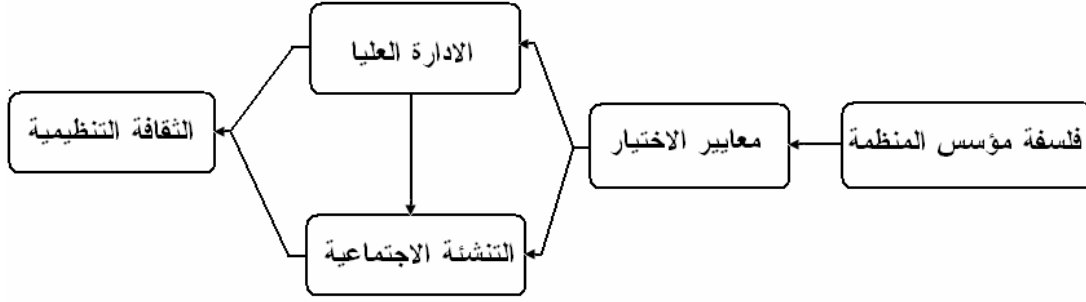 فلسفة مؤسس المنظمة
معايير الاختيار
الادارة العليا
التنشئة الاجتماعية
الثقافة التنظيمية